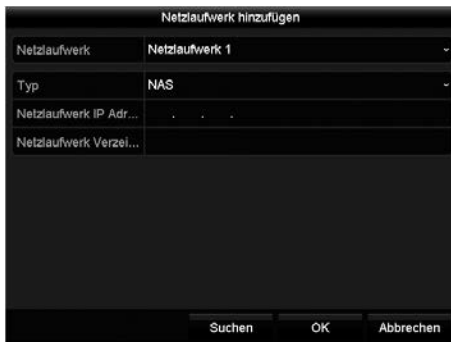 Netzlaufwerk hinzufügen
Netzlaufwerk Netzlaufwerk 1
Typ NAS
Netzlaufwerk IP Adr... . . .
Netzlaufwerk Verzei...
Suchen OK Abbrechen